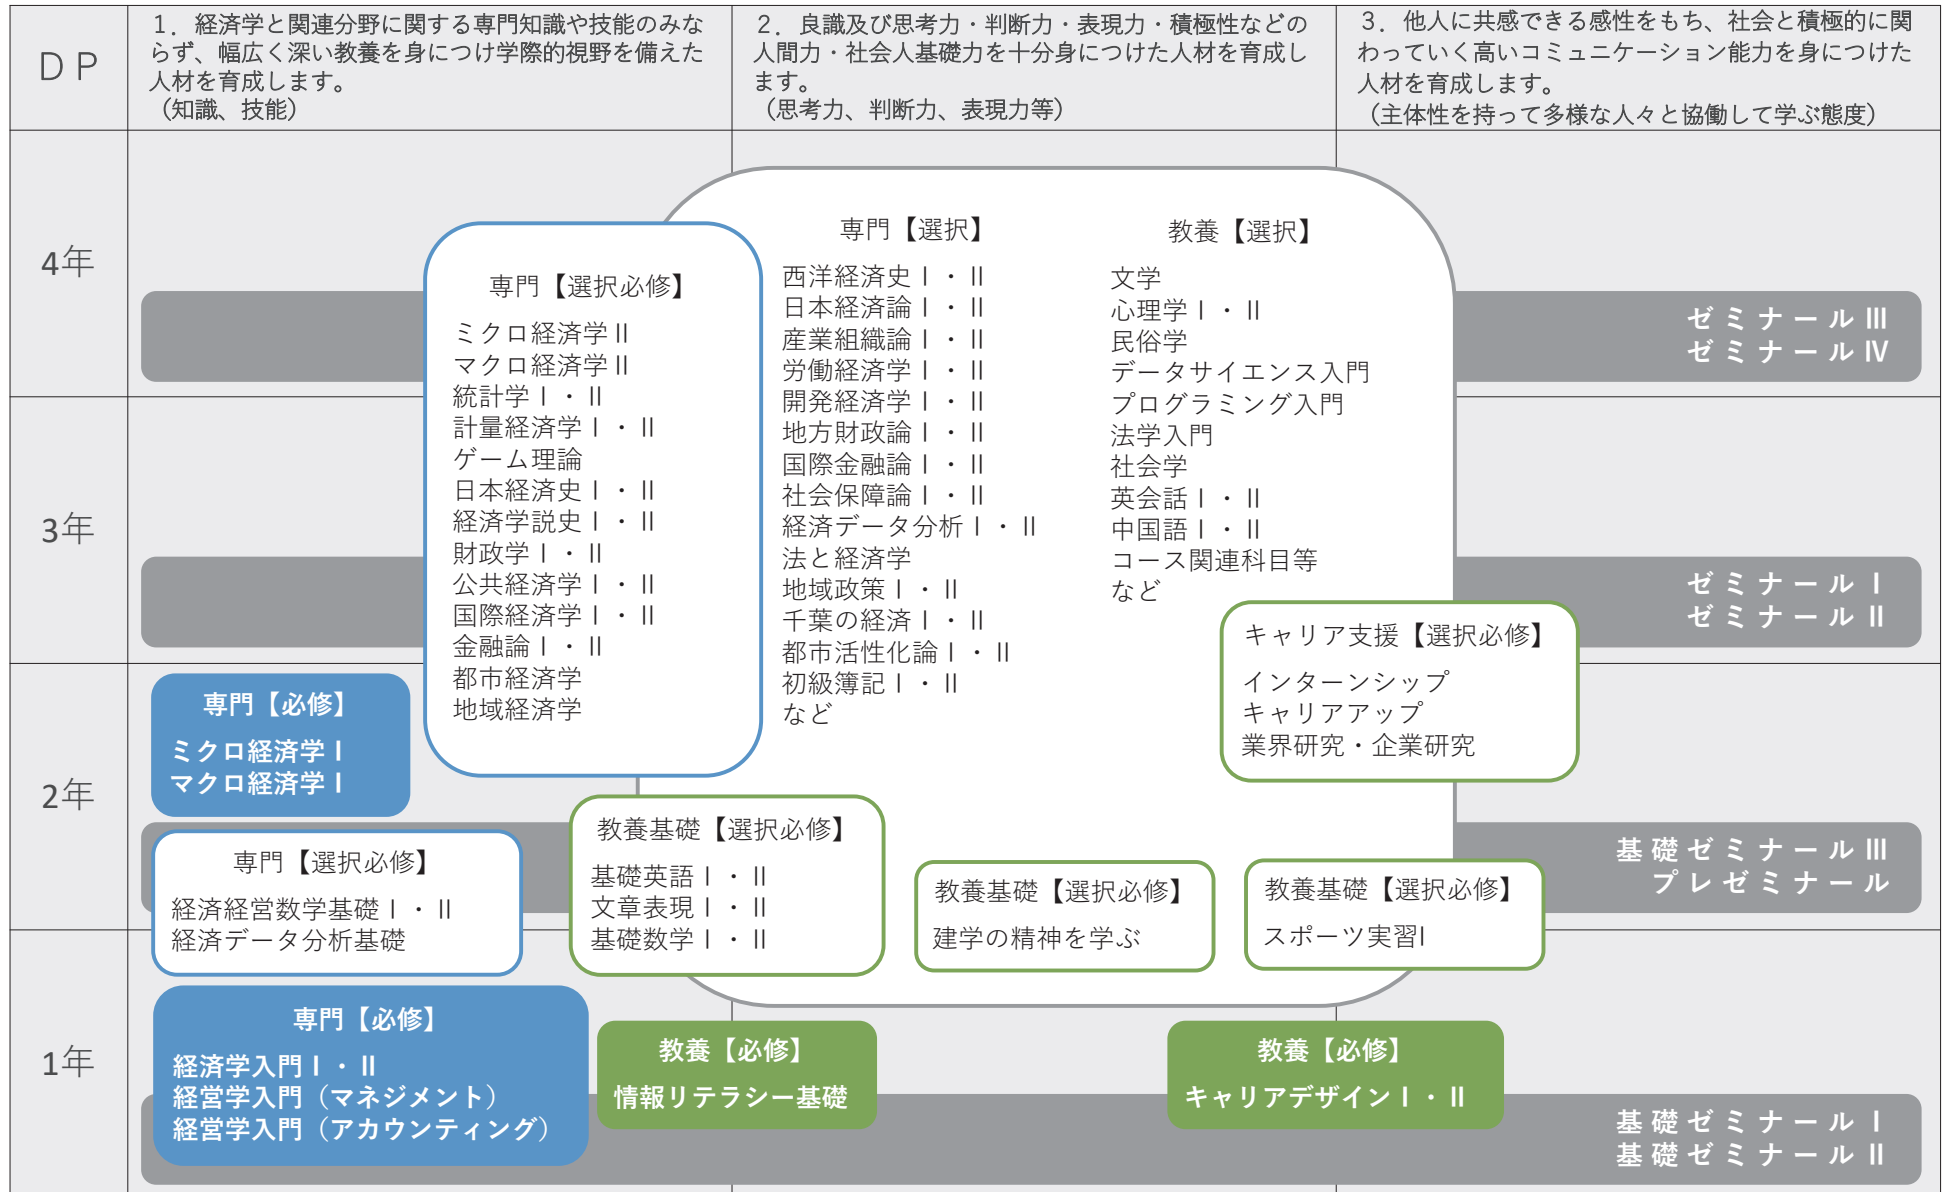 DP
1．経済学と関連分野に関する専門知識や技能のみな
らず、幅広く深い教養を身につけ学際的視野を備えた
人材を育成します。
（知識、技能）
2．良識及び思考力・判断力・表現力・積極性などの
人間力・社会人基礎力を十分身につけた人材を育成し
ます。
（思考力、判断力、表現力等）
3．他人に共感できる感性をもち、社会と積極的に関
わっていく高いコミュニケーション能力を身につけた
人材を育成します。
（主体性を持って多様な人々と協働して学ぶ態度）
4年
専門【選択必修】
ミクロ経済学Ⅱ
マクロ経済学Ⅱ
統計学Ⅰ・Ⅱ
計量経済学Ⅰ・Ⅱ
ゲーム理論
日本経済史Ⅰ・Ⅱ
経済学説史Ⅰ・Ⅱ
財政学Ⅰ・Ⅱ
公共経済学Ⅰ・Ⅱ
国際経済学Ⅰ・Ⅱ
金融論Ⅰ・Ⅱ
都市経済学
地域経済学
専門【選択】
西洋経済史Ⅰ・Ⅱ
日本経済論Ⅰ・Ⅱ
産業組織論Ⅰ・Ⅱ
労働経済学Ⅰ・Ⅱ
開発経済学Ⅰ・Ⅱ
地方財政論Ⅰ・Ⅱ
国際金融論Ⅰ・Ⅱ
社会保障論Ⅰ・Ⅱ
経済データ分析Ⅰ・Ⅱ
法と経済学
地域政策Ⅰ・Ⅱ
千葉の経済Ⅰ・Ⅱ
都市活性化論Ⅰ・Ⅱ
初級簿記Ⅰ・Ⅱ
など
教養【選択】
文学
心理学Ⅰ・Ⅱ
民俗学
データサイエンス入門
プログラミング入門
法学入門
社会学
英会話Ⅰ・Ⅱ
中国語Ⅰ・Ⅱ
コース関連科目等
など
ゼミナールⅢ
ゼミナールⅣ
3年
ゼミナールⅠ
ゼミナールⅡ
キャリア支援【選択必修】
インターンシップ
キャリアアップ
業界研究・企業研究
2年
専門【必修】
ミクロ経済学Ⅰ
マクロ経済学Ⅰ
専門【選択必修】
経済経営数学基礎Ⅰ・Ⅱ
経済データ分析基礎
教養基礎【選択必修】
基礎英語Ⅰ・Ⅱ
文章表現Ⅰ・Ⅱ
基礎数学Ⅰ・Ⅱ
教養基礎【選択必修】
建学の精神を学ぶ
教養基礎【選択必修】
スポーツ実習Ⅰ
基礎ゼミナールⅢ
プレゼミナール
1年
専門【必修】
経済学入門Ⅰ・Ⅱ
経営学入門（マネジメント）
経営学入門（アカウンティング）
教養【必修】
情報リテラシー基礎
教養【必修】
キャリアデザインⅠ・Ⅱ
基礎ゼミナールⅠ
基礎ゼミナールⅡ